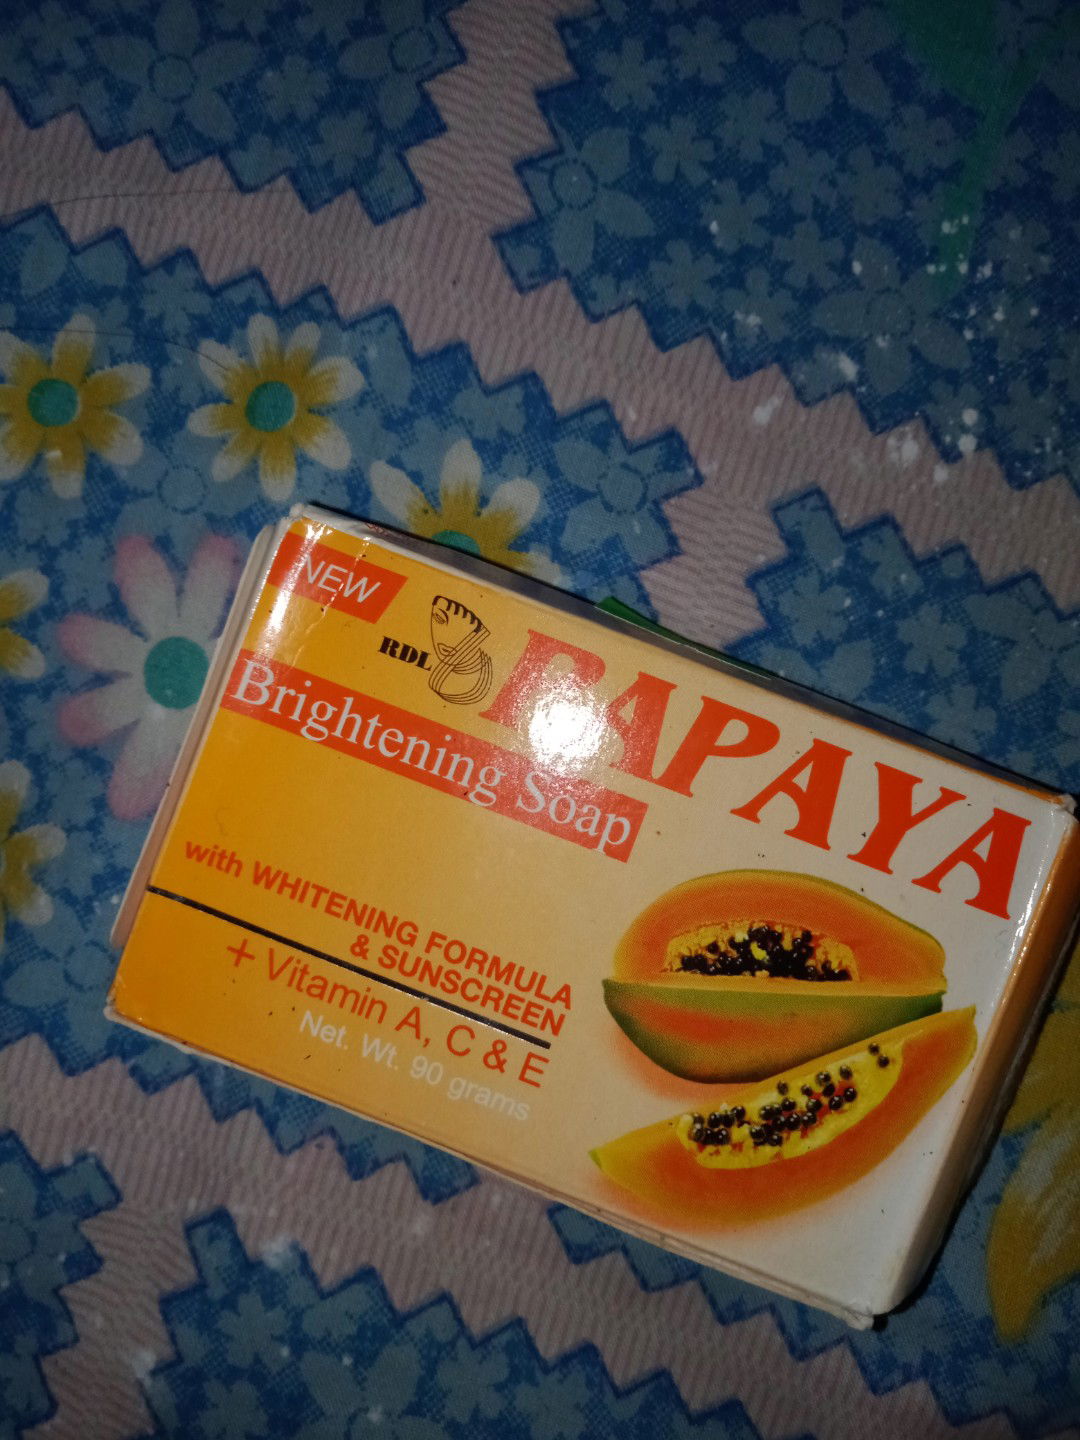 NEW
RDL
PAPAYA
Brightening Soap
with WHITENING FORMULA
& SUNSCREEN
+ Vitamin A, C & E
Net. Wt. 90 grams